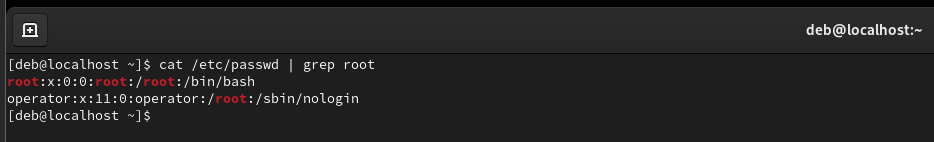 deb@localhost:~
[deb@localhost ~]$ cat /etc/passwd | grep root
root:x:0:0:root:/root:/bin/bash
operator:x:11:0:operator:/root:/sbin/nologin
[deb@localhost ~]$